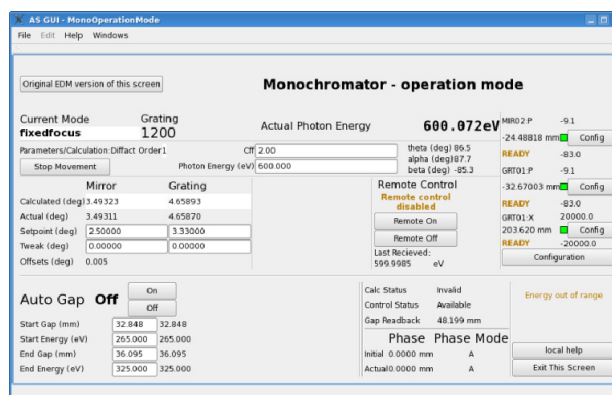 AS GUI - MonoOperationMode
File Edit Help Windows
Original EDM version of this screen
Monochromator - operation mode
Current Mode
fixedfocus
Grating
1200
Actual Photon Energy 600.072eV
MIR02:P -9.1
-24.48818 mm Config
READY -83.0
GRT01:P -9.1
-32.67003 mm Config
READY -83.0
GRT01:X 20000.0
203.620 mm Config
READY -20000.0
Configuration
Parameters/Calculation:Diffact Order1
Cff 2.00
theta (deg) 86.5
alpha (deg)87.7
beta (deg) -85.3
Stop Movement
Photon Energy (eV) 600.000
Mirror Grating
Calculated (deg) 3.49323 4.65893
Actual (deg) 3.49311 4.65870
Setpoint (deg) 2.50000 3.33000
Tweak (deg) 0.00000 0.00000
Offsets (deg) 0.005
Remote Control
Remote control
disabled
Remote On
Remote Off
Last Recieved:
599.9985 eV
Auto Gap Off
On
Off
Start Gap (mm) 32.848 32.848
Start Energy (eV) 265.000 265.000
End Gap (mm) 36.095 36.095
End Energy (eV) 325.000 325.000
Calc Status Invalid
Control Status Available
Gap Readback 48.199 mm
Phase Phase Mode
Initial 0.0000 mm A
Actual0.0000 mm A
Energy out of range
local help
Exit This Screen